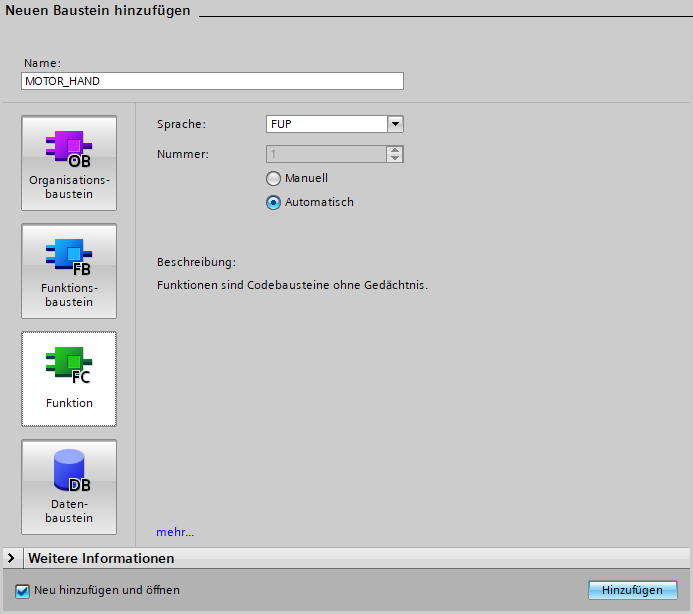 Neuen Baustein hinzufügen
Name:
MOTOR_HAND
OB
Organisations-
baustein
FB
Funktions-
baustein
FC
Funktion
DB
Daten-
baustein
Sprache:
FUP
Nummer:
1
Manuell
Automatisch
Beschreibung:
Funktionen sind Codebausteine ohne Gedächtnis.
mehr...
Weitere Informationen
Neu hinzufügen und öffnen
Hinzufügen